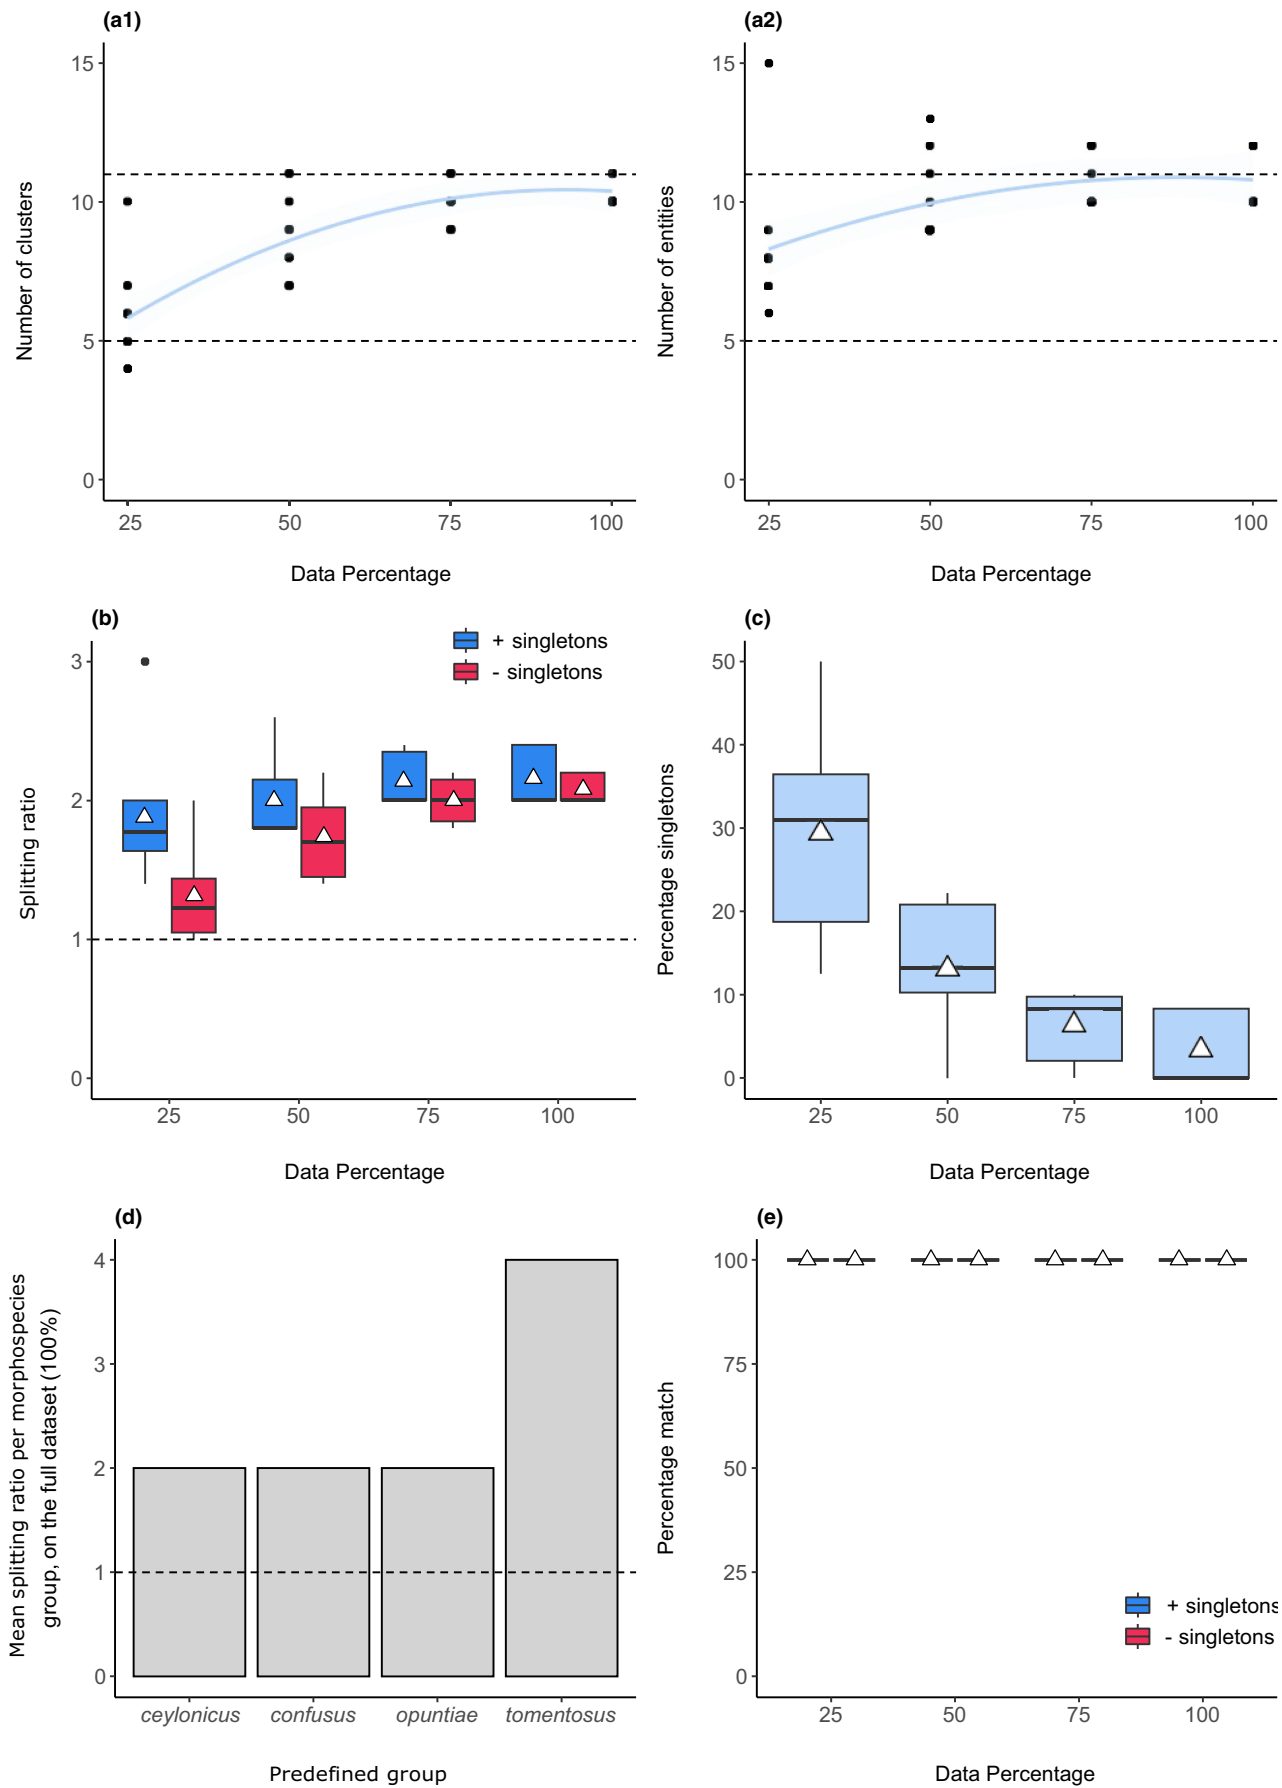 (a1)
15
10
5
0
Number of clusters
25 50 75 100
Data Percentage
(a2)
15
10
5
0
Number of entities
25 50 75 100
Data Percentage
(b)
+ singletons
- singletons
3
2
1
0
Splitting ratio
25 50 75 100
Data Percentage
(c)
50
40
30
20
10
0
Percentage singletons
25 50 75 100
Data Percentage
(d)
4
3
2
1
0
Mean splitting ratio per morphospecies
group, on the full dataset (100%)
ceylonicus confusus opuntiae tomentosus
Predefined group
(e)
100
75
50
25
0
Percentage match
+ singletons
- singletons
25 50 75 100
Data Percentage